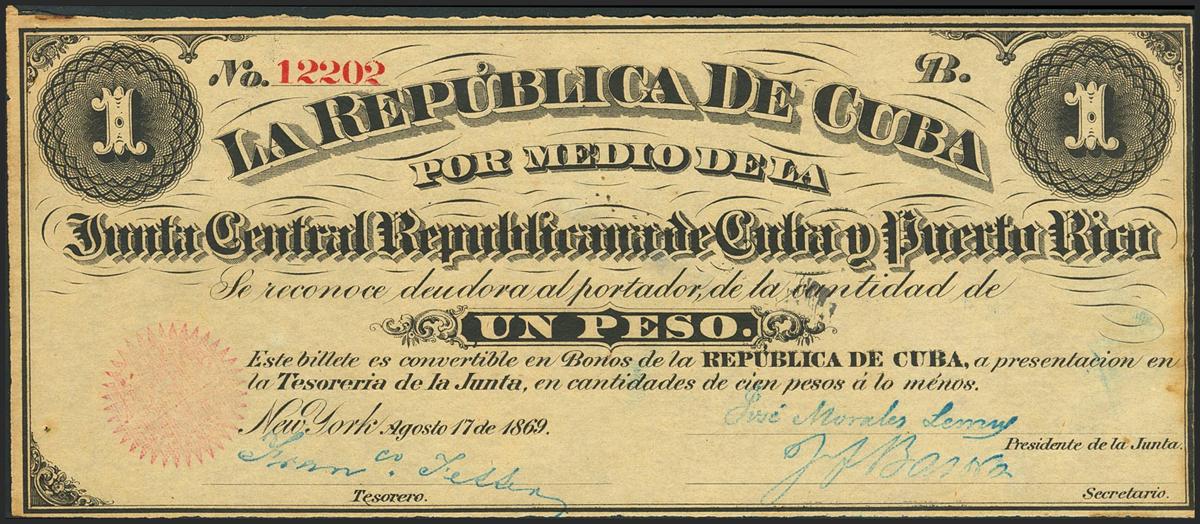 No. 12202 B.
1 1
LA REPÚBLICA DE CUBA
POR MEDIO DE LA
Junta Central Republicana de Cuba y Puerto Rico
Se reconoce deudora al portador, de la cantidad de
UN PESO.
Este billete es convertible en Bonos de la REPÚBLICA DE CUBA, a presentacion en
la Tesoreria de la Junta, en cantidades de cien pesos á lo ménos.
New York Agosto 17 de 1869.
José Morales Lemus
Presidente de la Junta.
Tesorero.
Secretario.